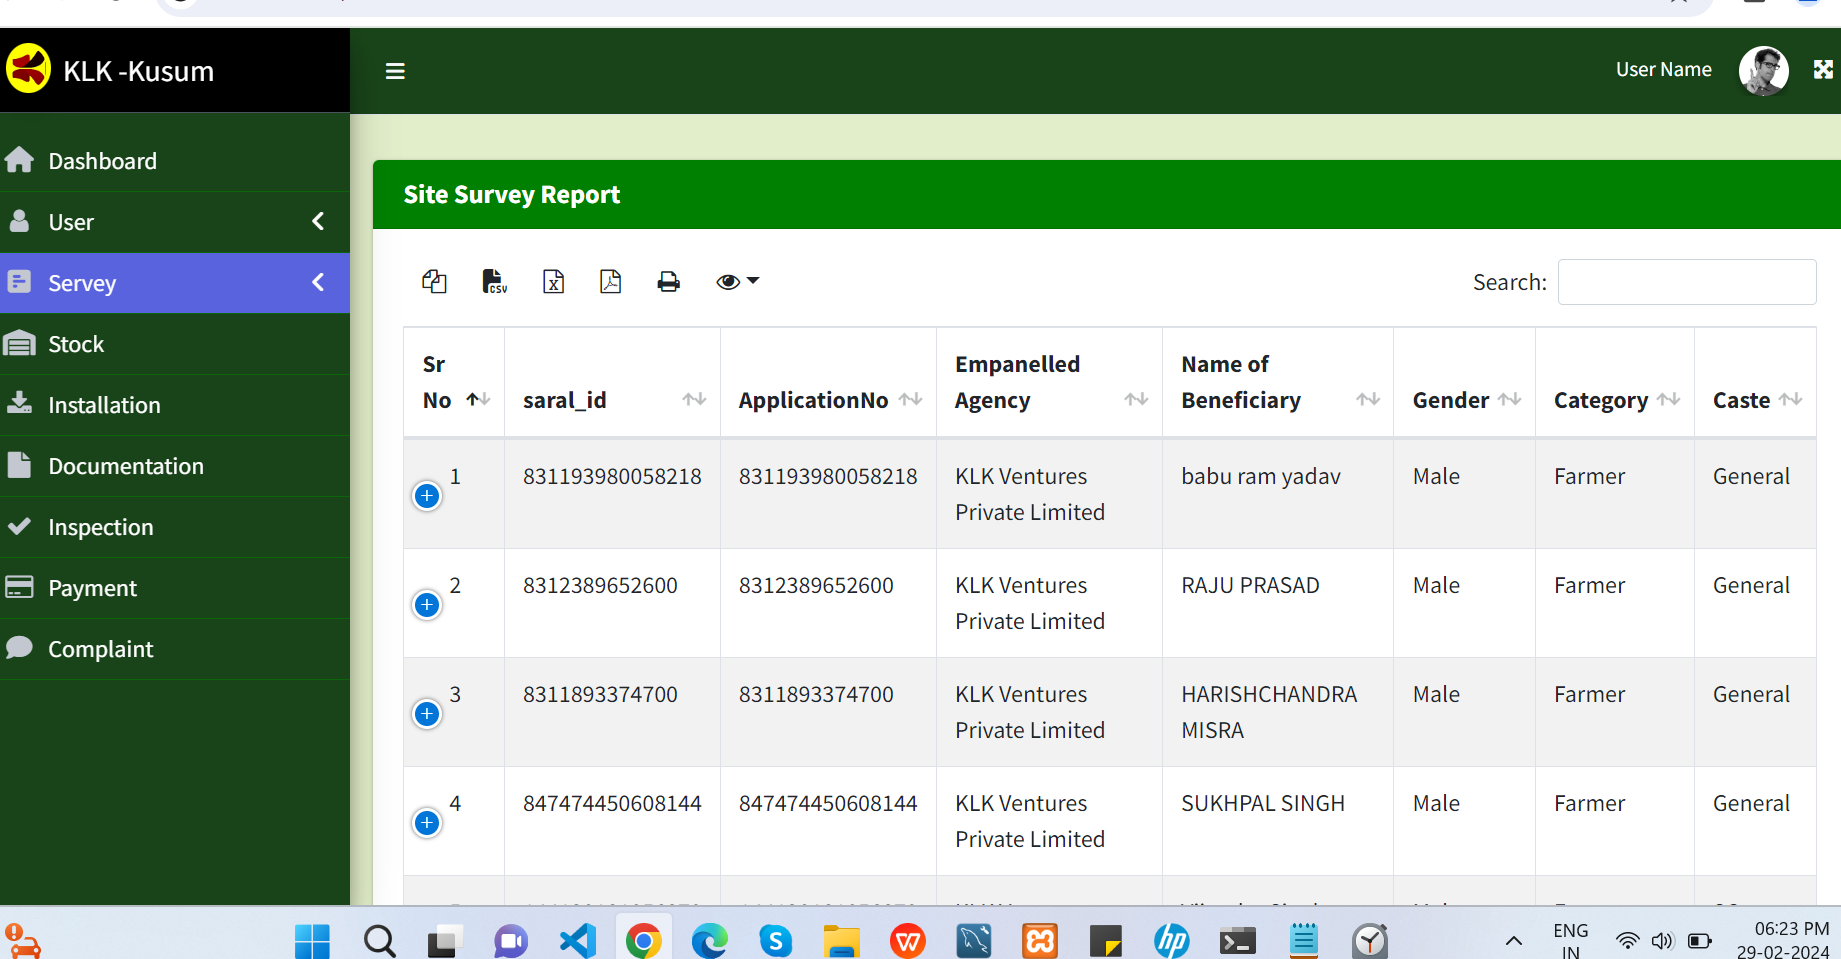 KLK -Kusum
User Name
Dashboard
User
Servey
Stock
Installation
Documentation
Inspection
Payment
Complaint
Site Survey Report
CSV
Search:
Sr No saral_id ApplicationNo Empanelled Agency Name of Beneficiary Gender Category Caste
1 831193980058218 831193980058218 KLK Ventures Private Limited babu ram yadav Male Farmer General
2 8312389652600 8312389652600 KLK Ventures Private Limited RAJU PRASAD Male Farmer General
3 8311893374700 8311893374700 KLK Ventures Private Limited HARISHCHANDRA MISRA Male Farmer General
4 847474450608144 847474450608144 KLK Ventures Private Limited SUKHPAL SINGH Male Farmer General
ENG
IN
06:23 PM
29-02-2024